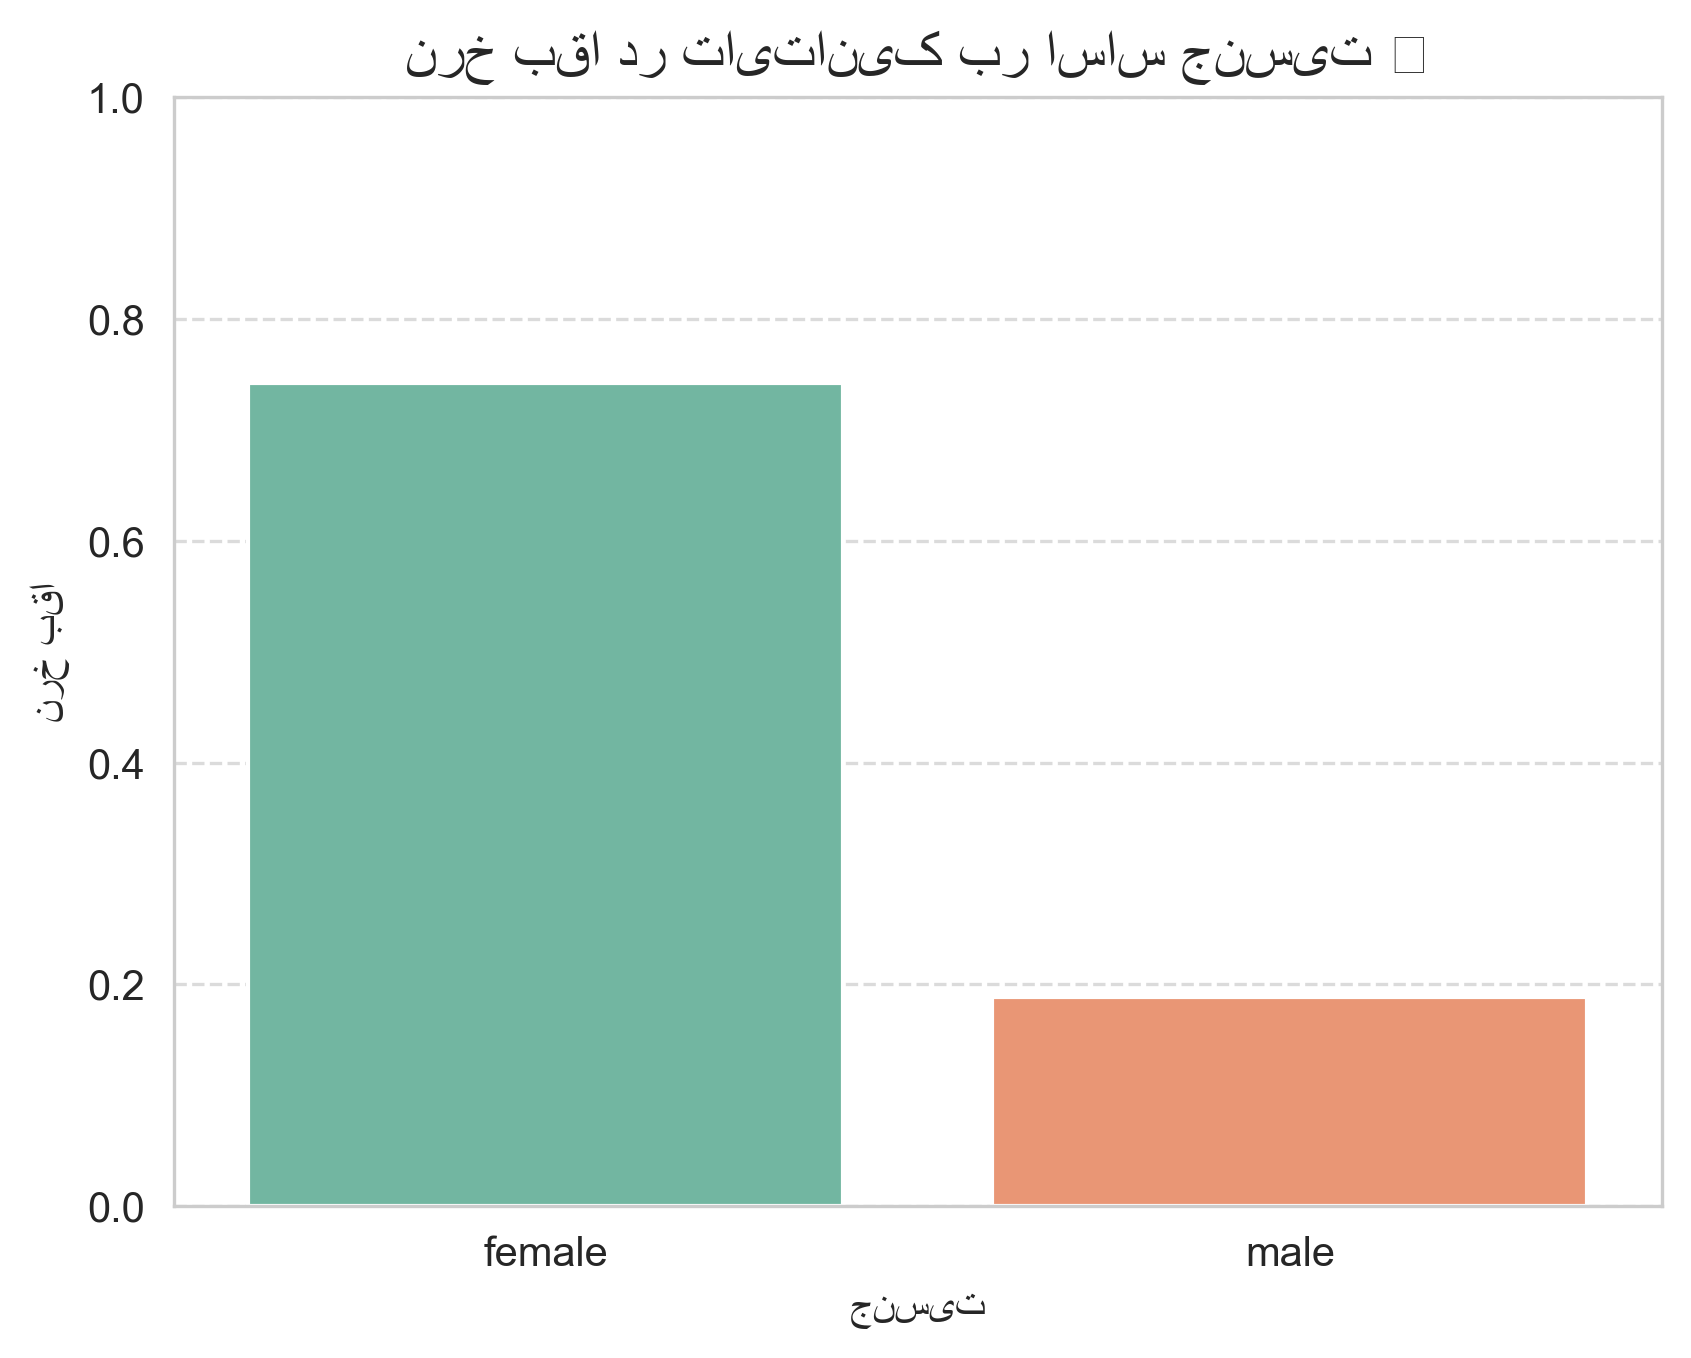 نرخ بقا در تایتانیک بر اساس جنسیت
1.0
0.8
0.6
0.4
0.2
0.0
نرخ بقا
female
male
جنسیت